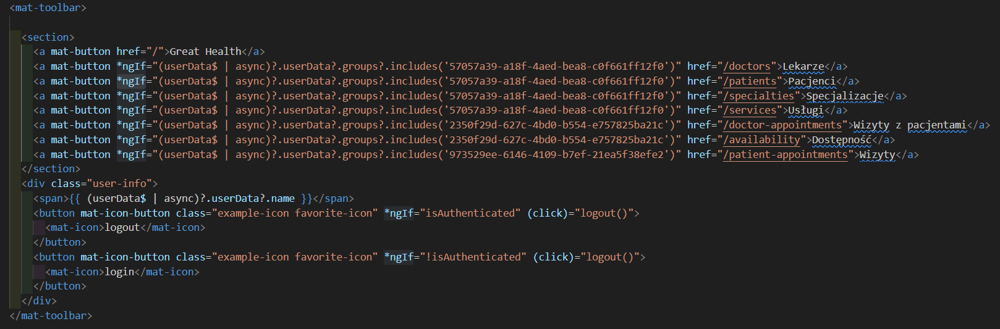 <mat-toolbar>
<section>
<a mat-button href="/">Great Health</a>
<a mat-button *ngIf="(userData$ | async)?.userData?.groups?.includes('57057a39-a18f-4aed-bea8-c0f661ff12f0')" href="/doctors">Lekarze</a>
<a mat-button *ngIf="(userData$ | async)?.userData?.groups?.includes('57057a39-a18f-4aed-bea8-c0f661ff12f0')" href="/patients">Pacjenci</a>
<a mat-button *ngIf="(userData$ | async)?.userData?.groups?.includes('57057a39-a18f-4aed-bea8-c0f661ff12f0')" href="/specialties">Specjalizacje</a>
<a mat-button *ngIf="(userData$ | async)?.userData?.groups?.includes('57057a39-a18f-4aed-bea8-c0f661ff12f0')" href="/services">Usługi</a>
<a mat-button *ngIf="(userData$ | async)?.userData?.groups?.includes('2350f29d-627c-4bd0-b554-e757825ba21c')" href="/doctor-appointments">Wizyty z pacjentami</a>
<a mat-button *ngIf="(userData$ | async)?.userData?.groups?.includes('2350f29d-627c-4bd0-b554-e757825ba21c')" href="/availability">Dostępność</a>
<a mat-button *ngIf="(userData$ | async)?.userData?.groups?.includes('973529ee-6146-4109-b7ef-21ea5f38efe2')" href="/patient-appointments">Wizyty</a>
</section>
<div class="user-info">
<span>{{ (userData$ | async)?.userData?.name }}</span>
<button mat-icon-button class="example-icon favorite-icon" *ngIf="isAuthenticated" (click)="logout()">
<mat-icon>logout</mat-icon>
</button>
<button mat-icon-button class="example-icon favorite-icon" *ngIf="!isAuthenticated" (click)="logout()">
<mat-icon>login</mat-icon>
</button>
</div>
</mat-toolbar>